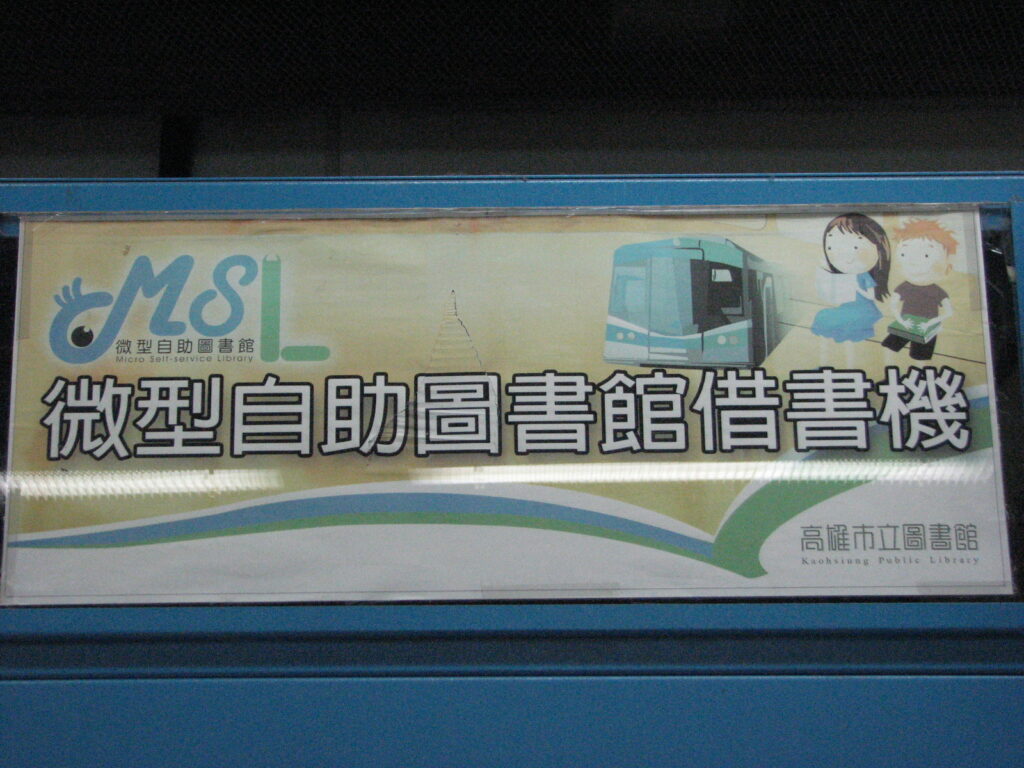 MSL
微型自助圖書館
Micro Self-service Library
微型自助圖書館借書機
高雄市立圖書館
Kaohsiung Public Library